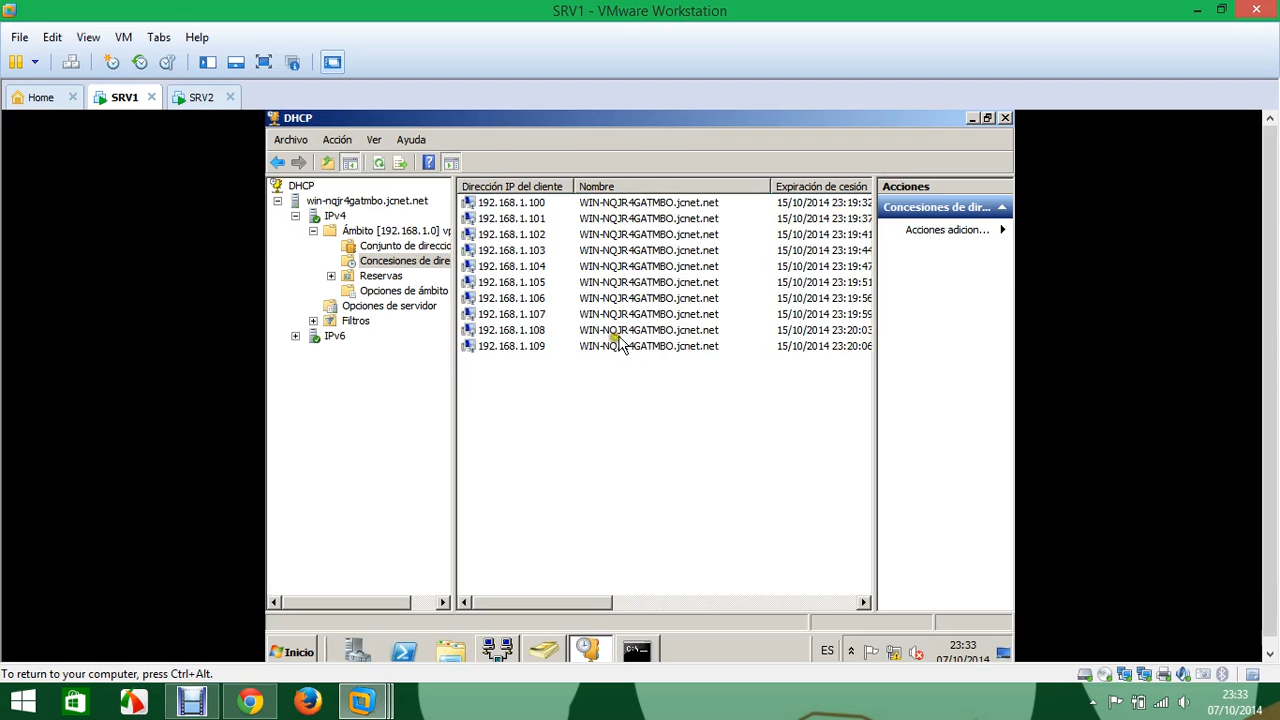 SRV1 - VMware Workstation
File Edit View VM Tabs Help
Home SRV1 SRV2
DHCP
Archivo Acción Ver Ayuda
DHCP
win-nqjr4gatmbo.jcnet.net
IPv4
Ámbito [192.168.1.0] vp
Conjunto de direcci
Concesiones de dire
Reservas
Opciones de ámbito
Opciones de servidor
Filtros
IPv6
Dirección IP del cliente Nombre Expiración de cesión
192.168.1.100 WIN-NQJR4GATMBO.jcnet.net 15/10/2014 23:19:33
192.168.1.101 WIN-NQJR4GATMBO.jcnet.net 15/10/2014 23:19:37
192.168.1.102 WIN-NQJR4GATMBO.jcnet.net 15/10/2014 23:19:41
192.168.1.103 WIN-NQJR4GATMBO.jcnet.net 15/10/2014 23:19:44
192.168.1.104 WIN-NQJR4GATMBO.jcnet.net 15/10/2014 23:19:47
192.168.1.105 WIN-NQJR4GATMBO.jcnet.net 15/10/2014 23:19:51
192.168.1.106 WIN-NQJR4GATMBO.jcnet.net 15/10/2014 23:19:56
192.168.1.107 WIN-NQJR4GATMBO.jcnet.net 15/10/2014 23:19:59
192.168.1.108 WIN-NQJR4GATMBO.jcnet.net 15/10/2014 23:20:03
192.168.1.109 WIN-NQJR4GATMBO.jcnet.net 15/10/2014 23:20:06
Acciones
Concesiones de dir...
Acciones adicion...
Inicio ES 23:33
07/10/2014
To return to your computer, press Ctrl+Alt.
23:33
07/10/2014